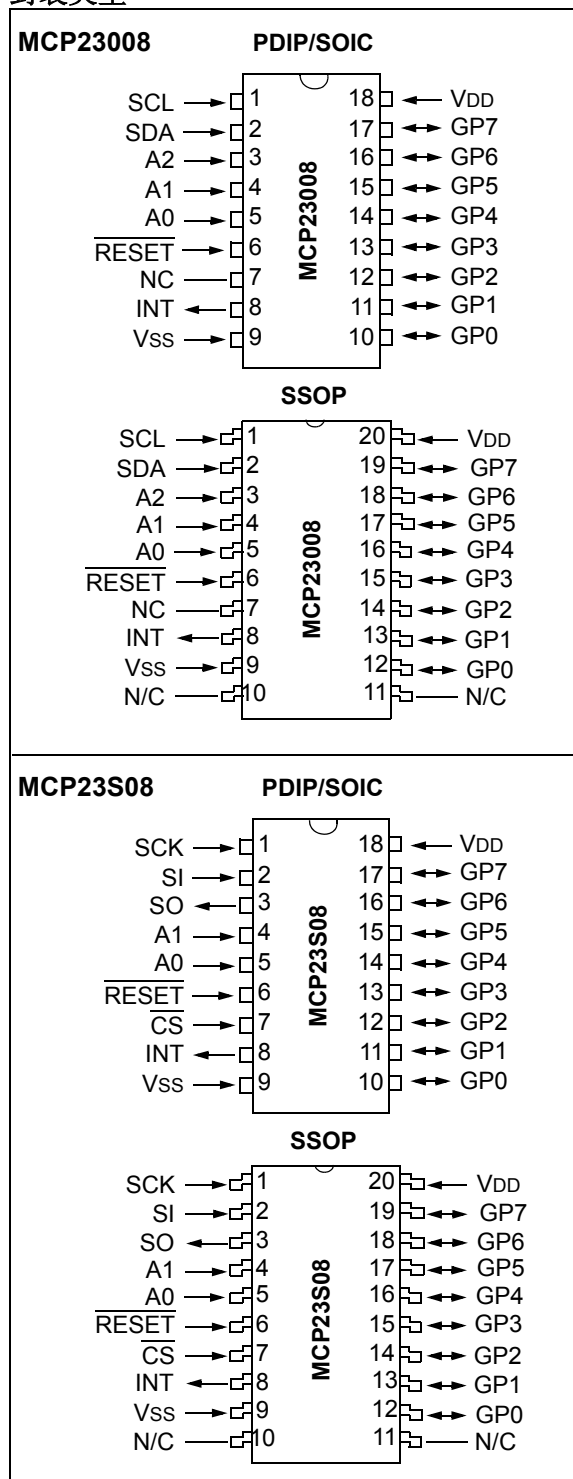 MCP23008 PDIP/SOIC
SCL 1 18 VDD
SDA 2 17 GP7
A2 3 16 GP6
A1 4 15 GP5
A0 5 14 GP4
RESET 6 13 GP3
NC 7 12 GP2
INT 8 11 GP1
Vss 9 10 GP0
MCP23008
SSOP
SCL 1 20 VDD
SDA 2 19 GP7
A2 3 18 GP6
A1 4 17 GP5
A0 5 16 GP4
RESET 6 15 GP3
NC 7 14 GP2
INT 8 13 GP1
Vss 9 12 GP0
N/C 10 11 N/C
MCP23008
MCP23S08 PDIP/SOIC
SCK 1 18 VDD
SI 2 17 GP7
SO 3 16 GP6
A1 4 15 GP5
A0 5 14 GP4
RESET 6 13 GP3
CS 7 12 GP2
INT 8 11 GP1
Vss 9 10 GP0
MCP23S08
SSOP
SCK 1 20 VDD
SI 2 19 GP7
SO 3 18 GP6
A1 4 17 GP5
A0 5 16 GP4
RESET 6 15 GP3
CS 7 14 GP2
INT 8 13 GP1
Vss 9 12 GP0
N/C 10 11 N/C
MCP23S08